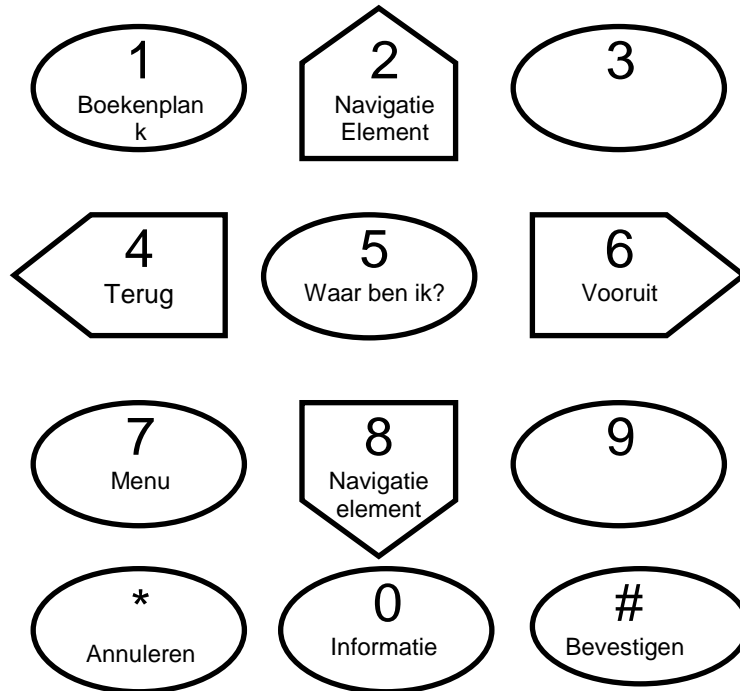 1
Boekenplan
k
2
Navigatie
Element
3
4
Terug
5
Waar ben ik?
6
Vooruit
7
Menu
8
Navigatie
element
9
*
Annuleren
0
Informatie
#
Bevestigen